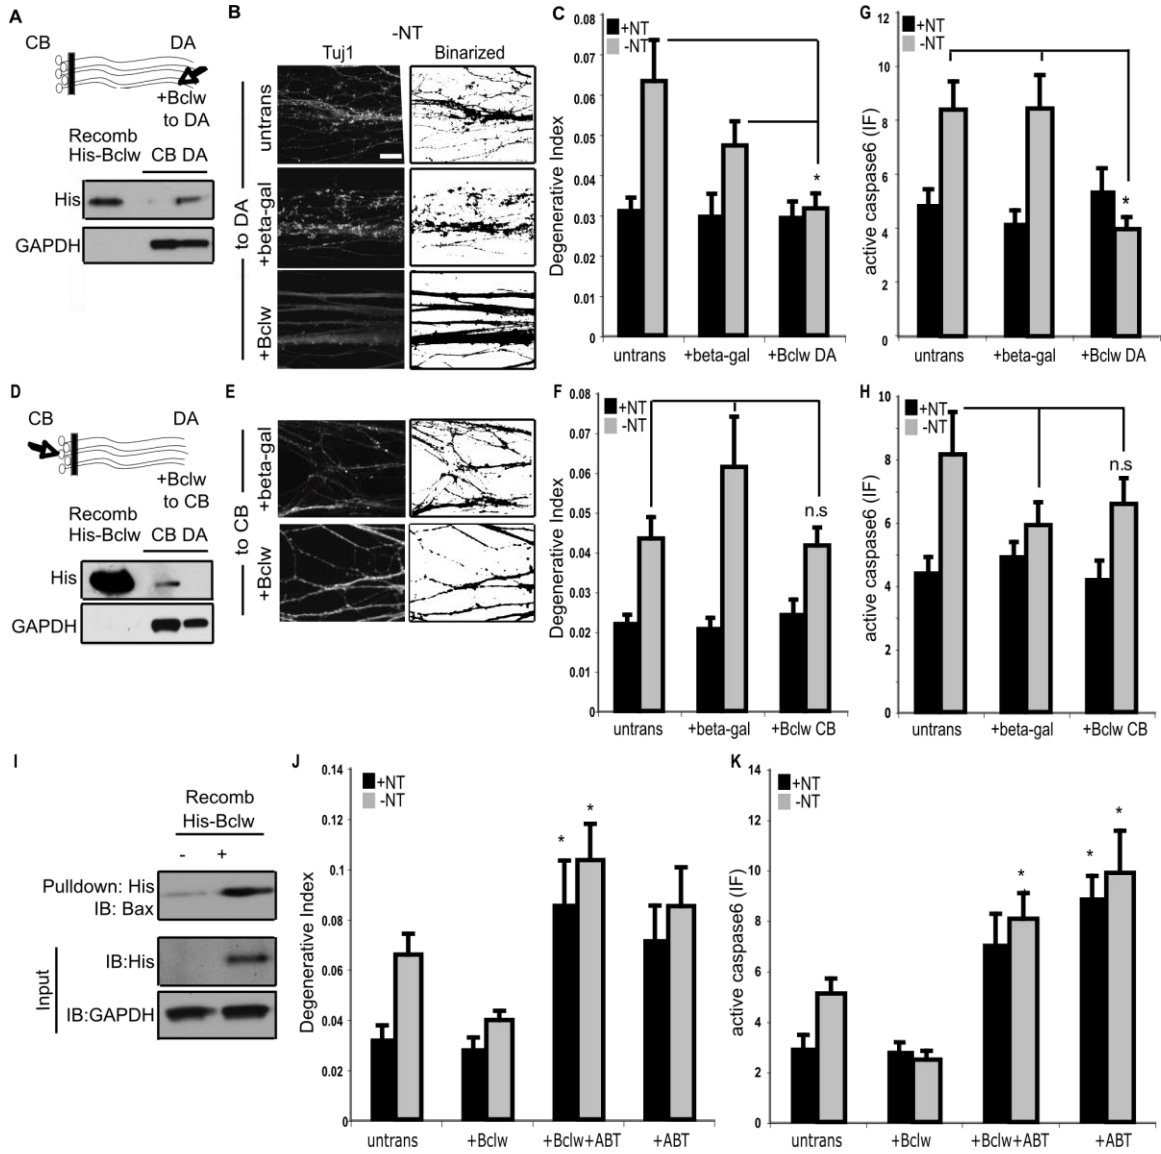 A
CB DA
+Bclw
to DA
Recomb
His-Bclw CB DA
His
GAPDH
B
-NT
Tuj1 Binarized
untrans
+beta-gal
+Bclw
to DA
C
+NT
-NT
Degenerative Index
0.08
0.07
0.06
0.05
0.04
0.03
0.02
0.01
0
*
untrans +beta-gal +Bclw DA
G
+NT
-NT
active caspase6 (IF)
12
10
8
6
4
2
0
*
untrans +beta-gal +Bclw DA
D
CB DA
+Bclw
to CB
Recomb
His-Bclw CB DA
His
GAPDH
E
+beta-gal
+Bclw
to CB
F
+NT
-NT
Degenerative Index
0.08
0.07
0.08
0.05
0.04
0.03
0.02
0.01
0
n.s
untrans +beta-gal +Bclw CB
H
+NT
-NT
active caspase6 (IF)
10
8
6
4
2
0
n.s
untrans +beta-gal +Bclw CB
I
Recomb
His-Bclw
- +
Pulldown: His
IB: Bax
Input
IB:His
IB:GAPDH
J
+NT
-NT
Degenerative Index
0.14
0.12
0.1
0.08
0.06
0.04
0.02
0
* *
untrans +Bclw +Bclw+ABT +ABT
K
+NT
-NT
active caspase6 (IF)
14
12
10
8
6
4
2
0
* * *
untrans +Bclw +Bclw+ABT +ABT